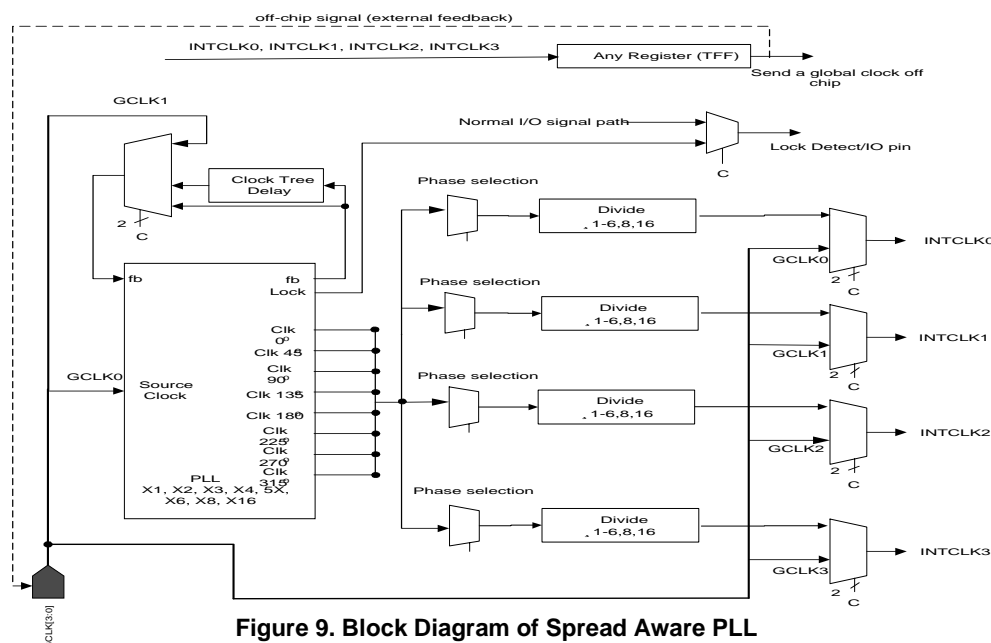 off-chip signal (external feedback)
INTCLK0, INTCLK1, INTCLK2, INTCLK3
Any Register (TFF)
Send a global clock off
chip
GCLK1
Normal I/O signal path
Lock Detect/IO pin
C
Clock Tree
Delay
2
C
Phase selection
Divide
1-6,8,16
GCLK0
2
C
INTCLK0
fb
fb
Lock
Phase selection
Divide
1-6,8,16
GCLK1
2
C
INTCLK1
GCLK0
Source
Clock
Clk
0°
Clk 45
Clk
90°
Clk 135
Clk 180
Clk
225°
Clk
270°
Clk
315°
Phase selection
Divide
1-6,8,16
GCLK2
2
C
INTCLK2
PLL
X1, X2, X3, X4, 5X,
X6, X8, X16
Phase selection
Divide
1-6,8,16
GCLK3
2
C
INTCLK3
CLK[3:0]
Figure 9. Block Diagram of Spread Aware PLL